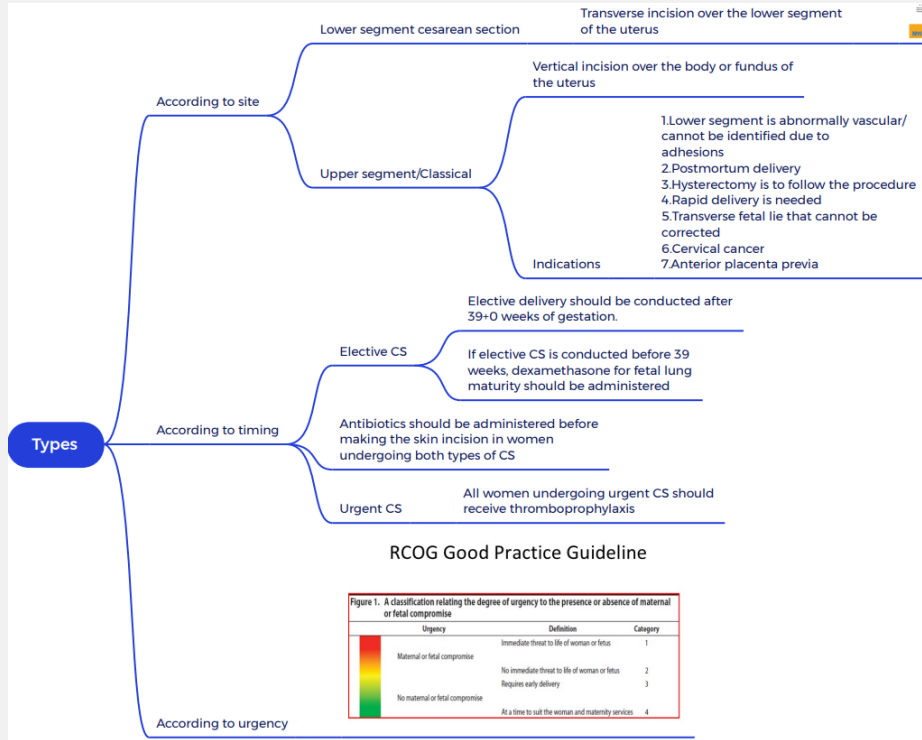 Types
According to site
Lower segment cesarean section
Transverse incision over the lower segment
of the uterus
Upper segment/Classical
Vertical incision over the body or fundus of
the uterus
Indications
1.Lower segment is abnormally vascular/
cannot be identified due to
adhesions
2.Postmortum delivery
3.Hysterectomy is to follow the procedure
4.Rapid delivery is needed
5.Transverse fetal lie that cannot be
corrected
6.Cervical cancer
7.Anterior placenta previa
According to timing
Elective CS
Elective delivery should be conducted after
39+0 weeks of gestation.
If elective CS is conducted before 39
weeks, dexamethasone for fetal lung
maturity should be administered
Antibiotics should be administered before
making the skin incision in women
undergoing both types of CS
Urgent CS
All women undergoing urgent CS should
receive thromboprophylaxis
According to urgency
RCOG Good Practice Guideline
Figure 1. A classification relating the degree of urgency to the presence or absence of maternal
or fetal compromise
Urgency Definition Category
Immediate threat to life of woman or fetus 1
Maternal or fetal compromise
No immediate threat to life of woman or fetus 2
Requires early delivery 3
No maternal or fetal compromise
At a time to suit the woman and maternity services 4